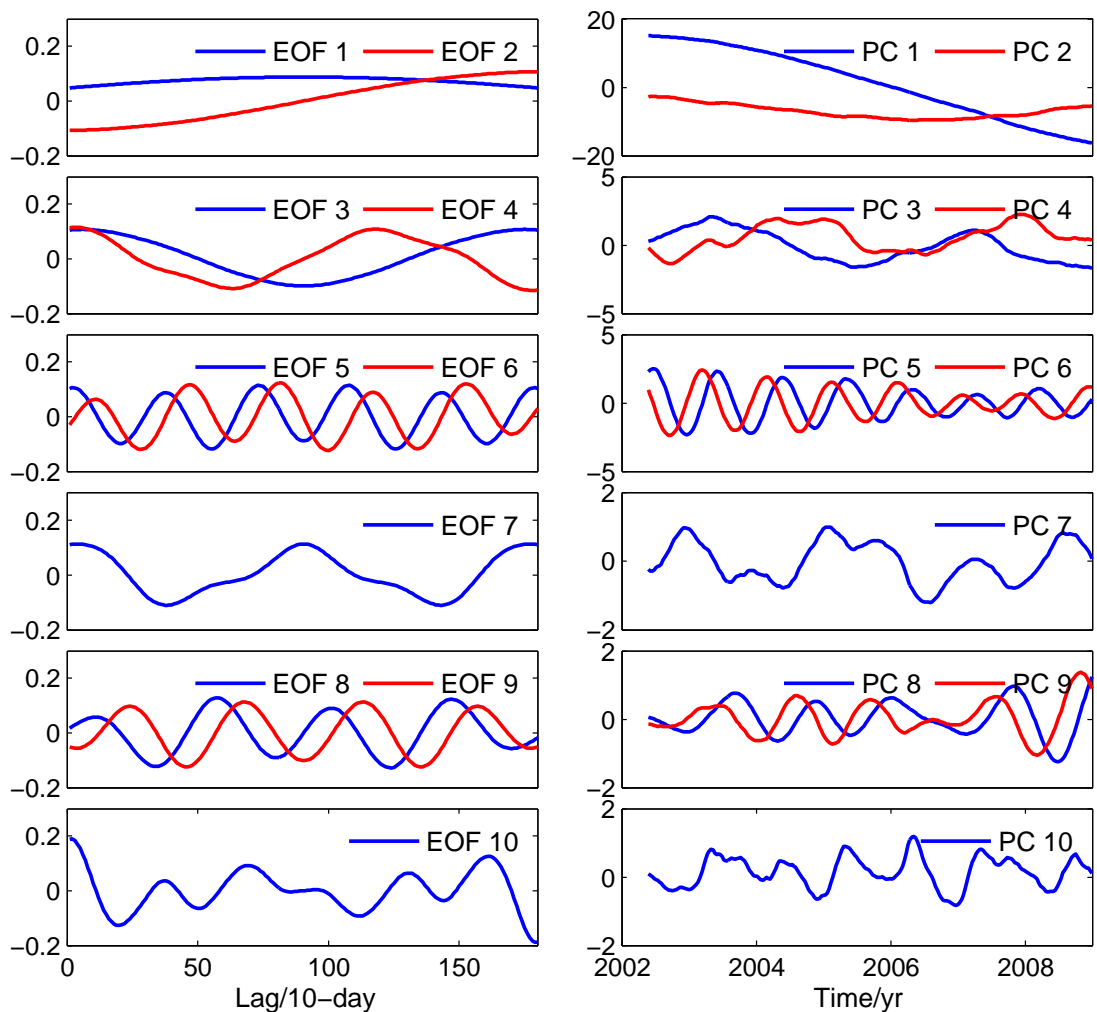 0.2
0
−0.2
EOF 1
EOF 2
20
0
−20
PC 1
PC 2
0.2
0
−0.2
EOF 3
EOF 4
5
0
−5
PC 3
PC 4
0.2
0
−0.2
EOF 5
EOF 6
5
0
−5
PC 5
PC 6
0.2
0
−0.2
EOF 7
2
0
−2
PC 7
0.2
0
−0.2
EOF 8
EOF 9
2
0
−2
PC 8
PC 9
0.2
0
−0.2
EOF 10
0
50
100
150
Lag/10−day
2
0
−2
PC 10
2002
2004
2006
2008
Time/yr